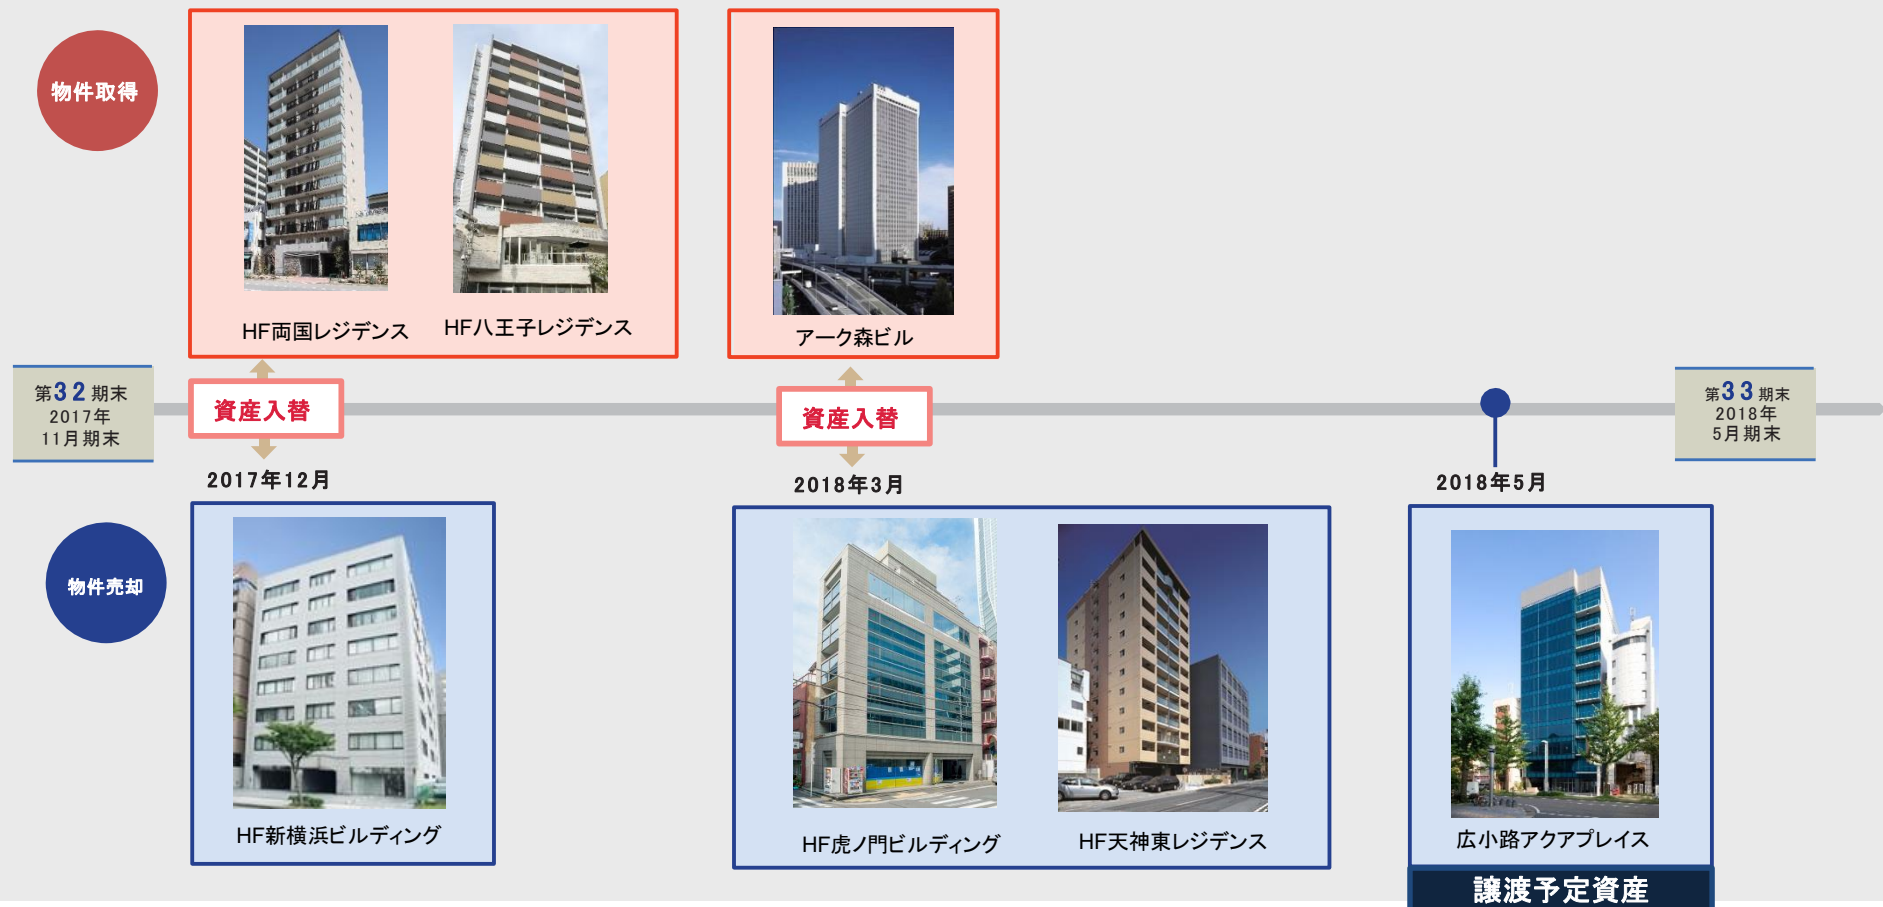 物件取得
HF両国レジデンス
HF八王子レジデンス
アーク森ビル
第32期末
2017年
11月期末
資産入替
資産入替
第33期末
2018年
5月期末
2017年12月
2018年3月
2018年5月
物件売却
HF新横浜ビルディング
HF虎ノ門ビルディング
HF天神東レジデンス
広小路アクアプレイス
譲渡予定資産